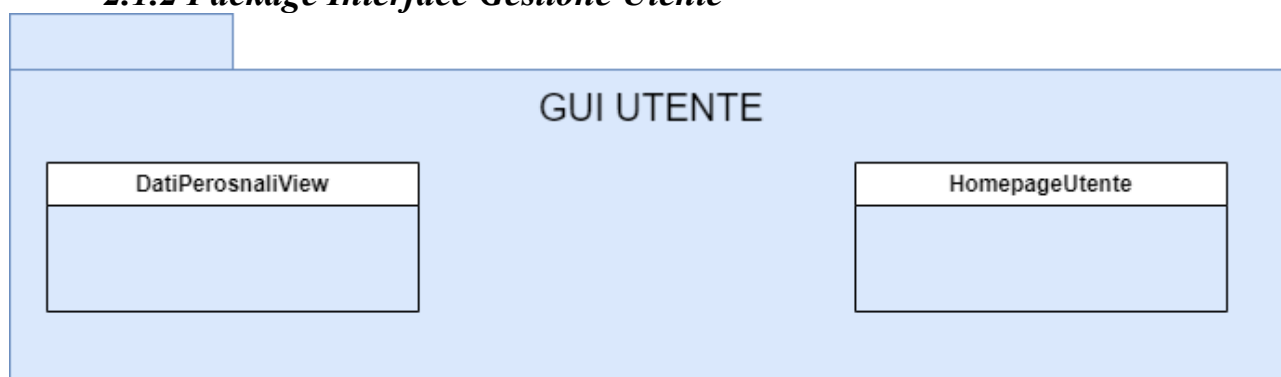 2.1.2 Package Interface Gestione Utente
GUI UTENTE
DatiPerosnaliView
HomepageUtente